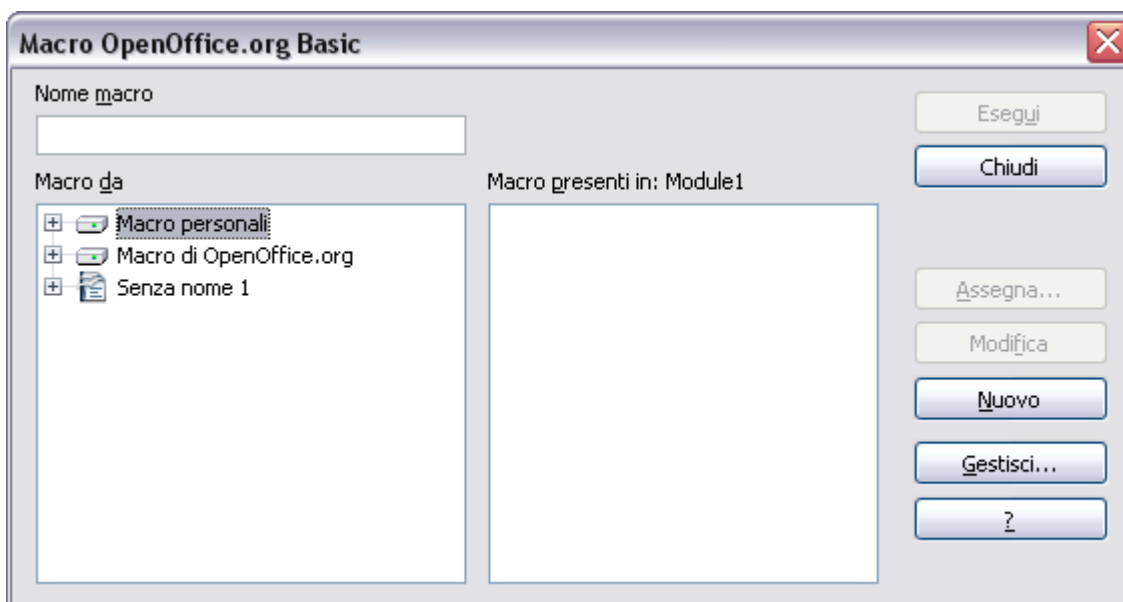 Macro OpenOffice.org Basic
Nome macro
Esegui
Chiudi
Macro da
Macro presenti in: Module1
Macro personali
Macro di OpenOffice.org
Senza nome 1
Assegna...
Modifica
Nuovo
Gestisci...
?